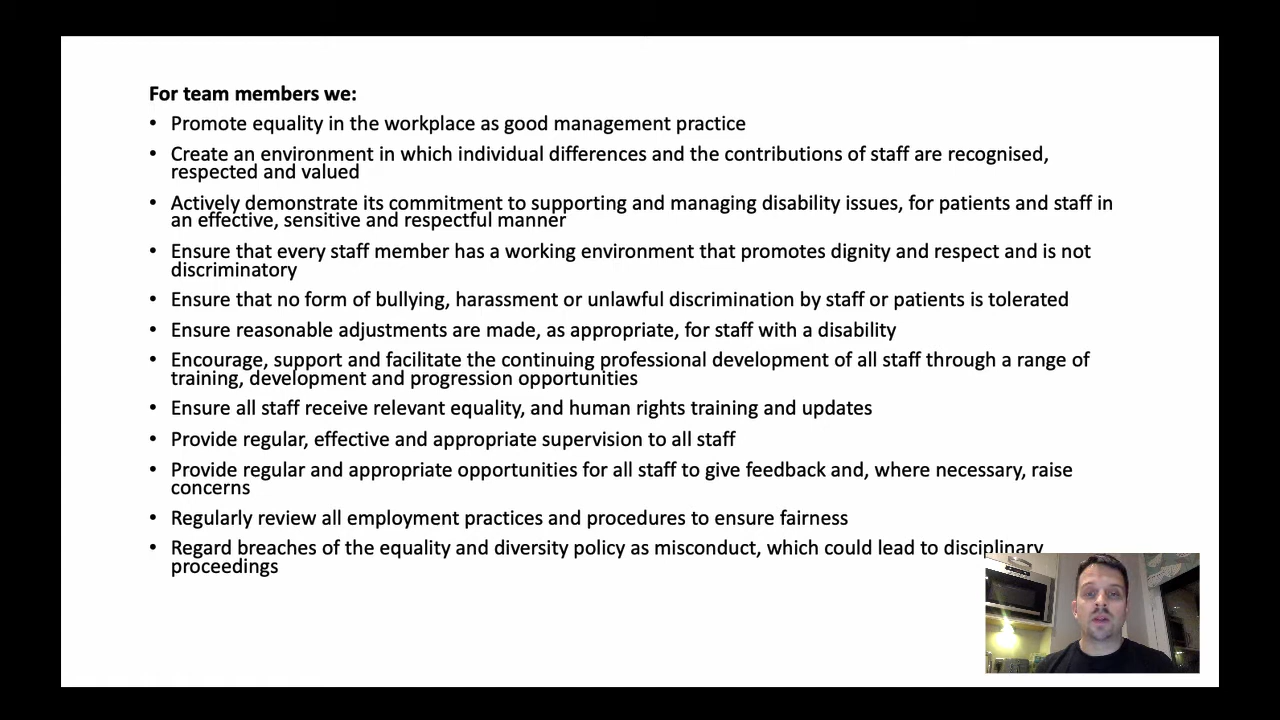 For team members we:
• Promote equality in the workplace as good management practice
• Create an environment in which individual differences and the contributions of staff are recognised,
respected and valued
• Actively demonstrate its commitment to supporting and managing disability issues, for patients and staff in
an effective, sensitive and respectful manner
• Ensure that every staff member has a working environment that promotes dignity and respect and is not
discriminatory
• Ensure that no form of bullying, harassment or unlawful discrimination by staff or patients is tolerated
• Ensure reasonable adjustments are made, as appropriate, for staff with a disability
• Encourage, support and facilitate the continuing professional development of all staff through a range of
training, development and progression opportunities
• Ensure all staff receive relevant equality, and human rights training and updates
• Provide regular, effective and appropriate supervision to all staff
• Provide regular and appropriate opportunities for all staff to give feedback and, where necessary, raise
concerns
• Regularly review all employment practices and procedures to ensure fairness
• Regard breaches of the equality and diversity policy as misconduct, which could lead to disciplinary
proceedings